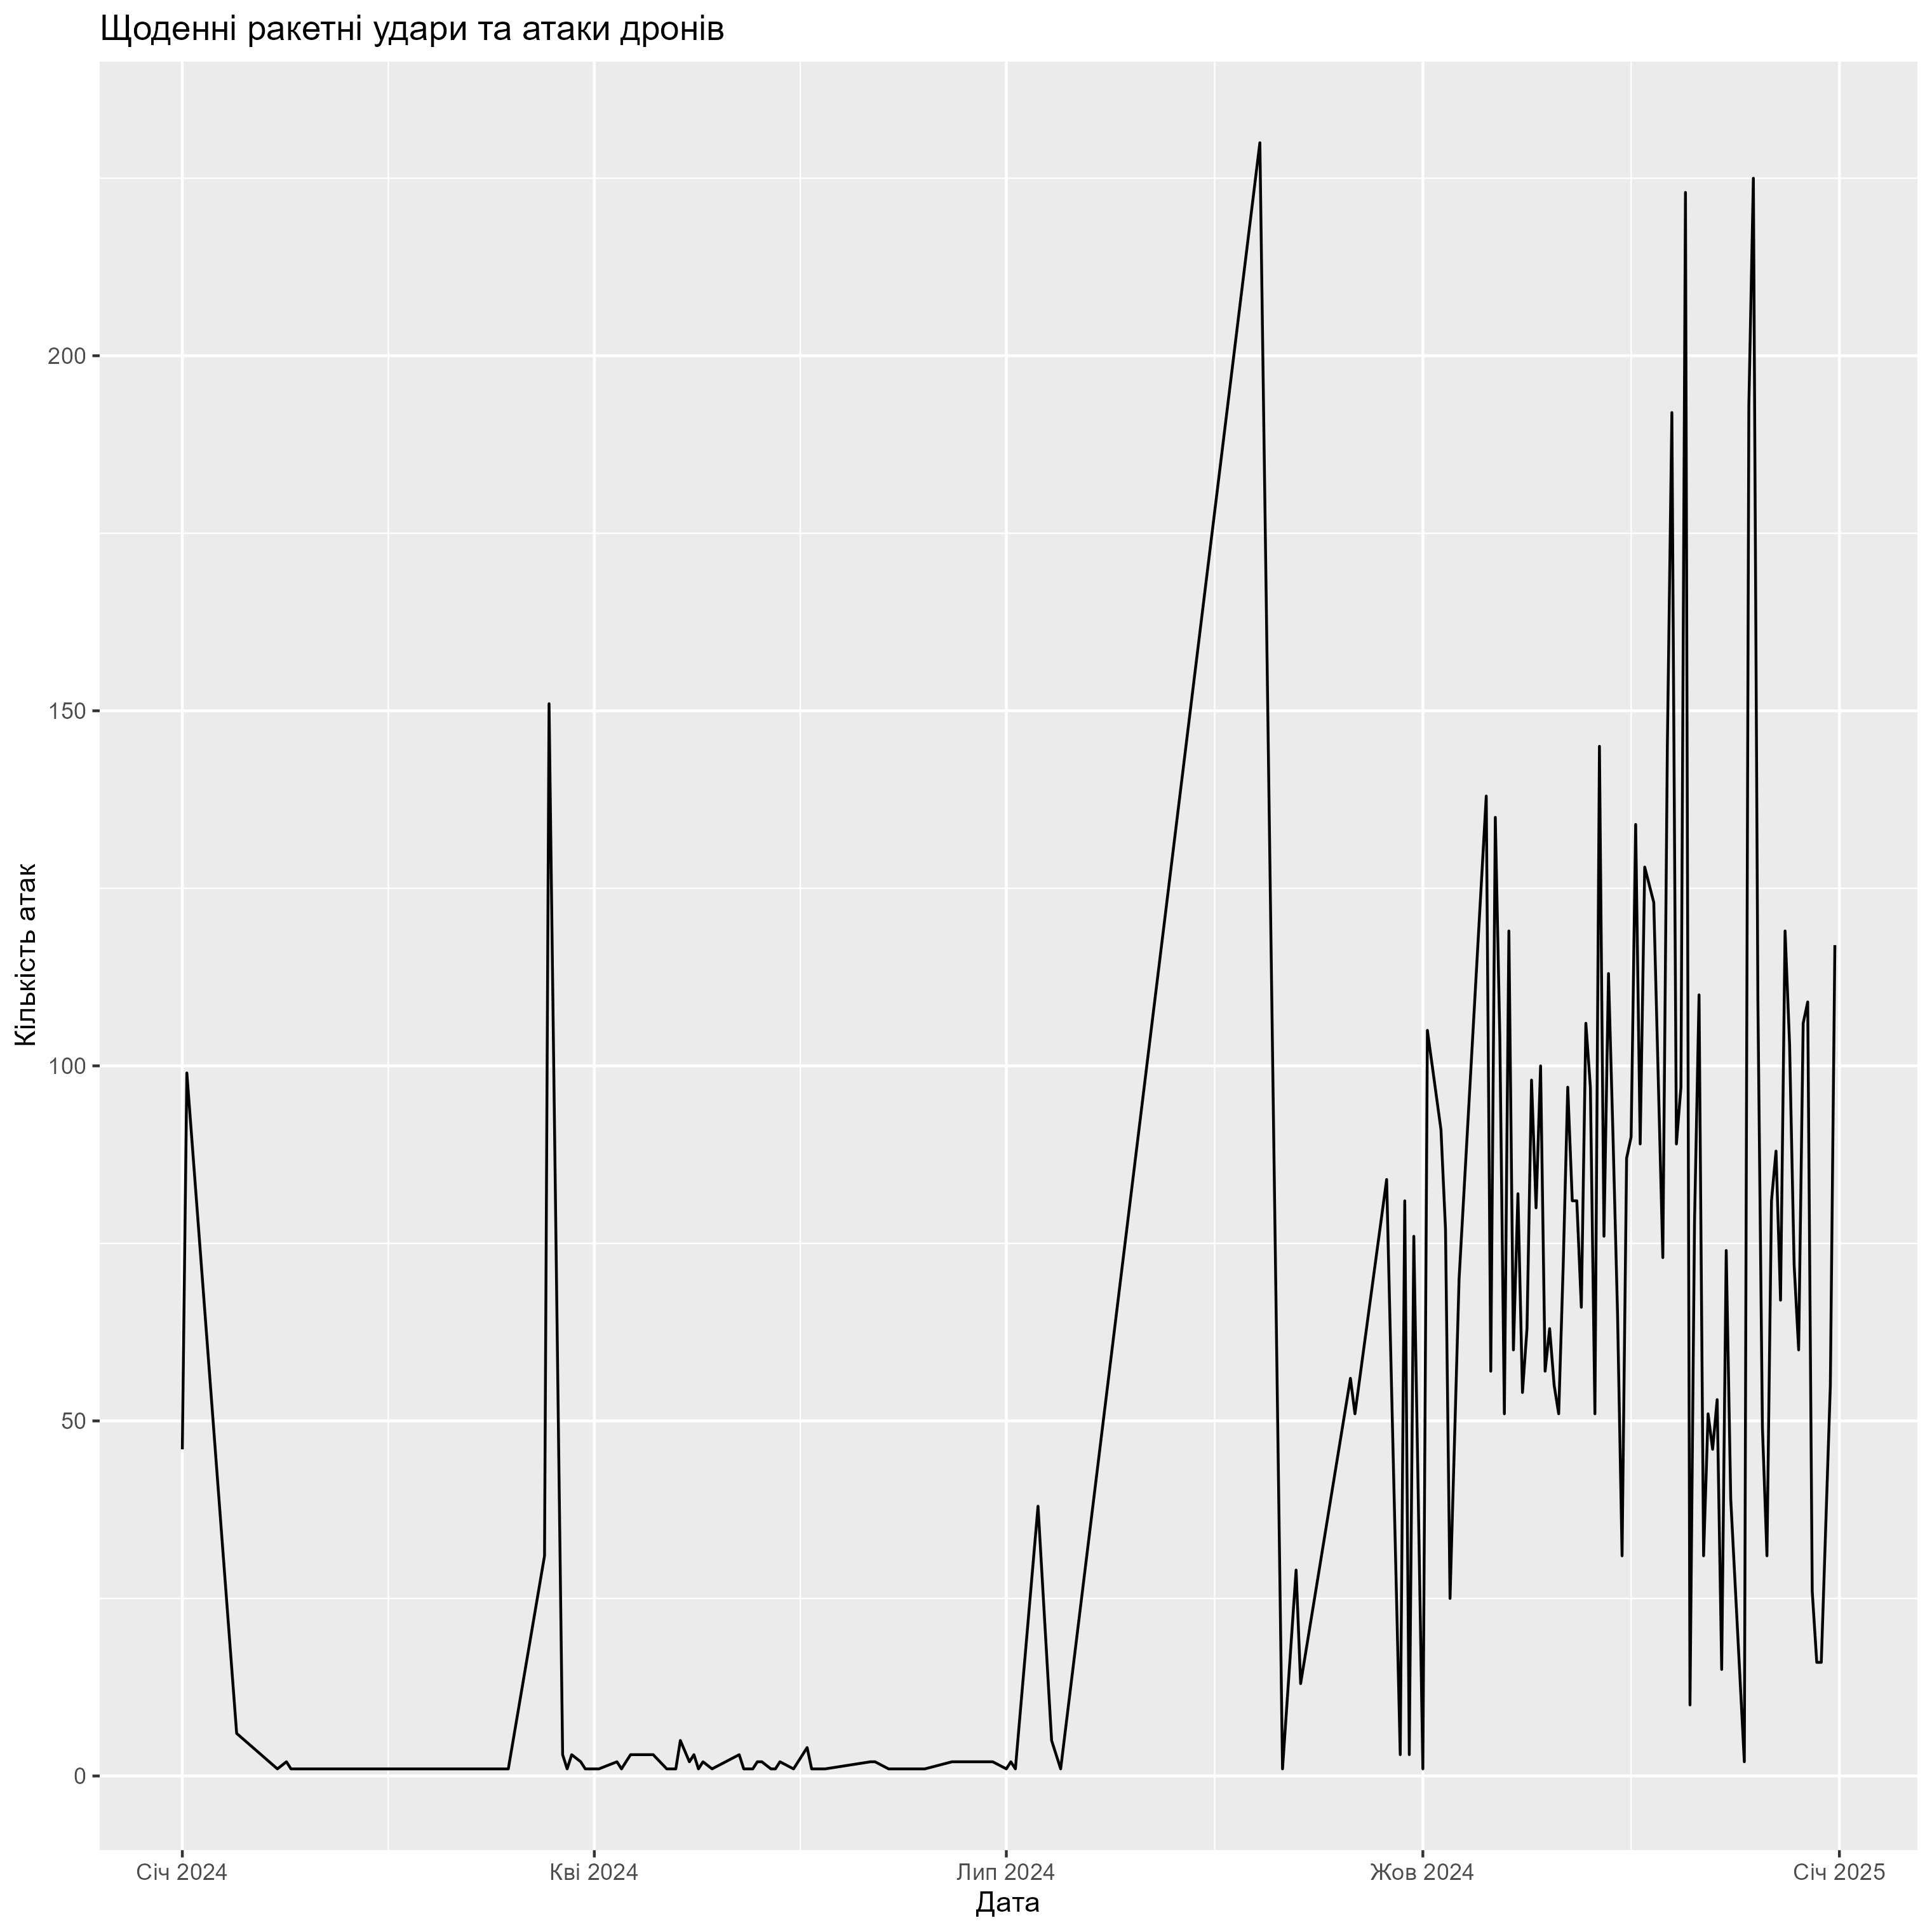 Щоденні ракетні удари та атаки дронів
Кількість атак
200
150
100
50
0
Січ 2024
Кві 2024
Лип 2024
Жов 2024
Січ 2025
Дата